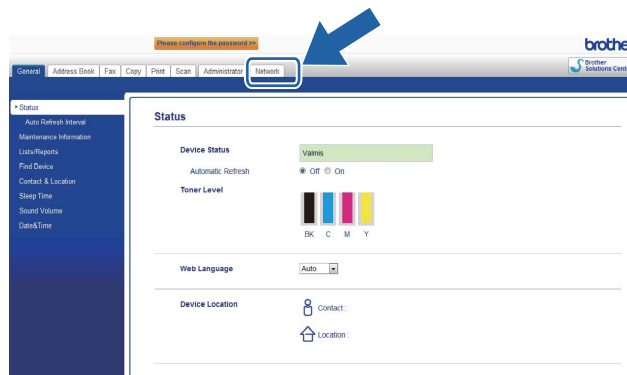 Please configure the password >>
brothe
General Address Book Fax Copy Print Scan Administrator Network
Brother
Solutions Cent
Status
Auto Refresh Interval
Maintenance Information
Lists/Reports
Find Device
Contact & Location
Sleep Time
Sound Volume
Date&Time
Status
Device Status Valmis
Automatic Refresh Off On
Toner Level
BK C M Y
Web Language Auto
Device Location Contact :
Location :